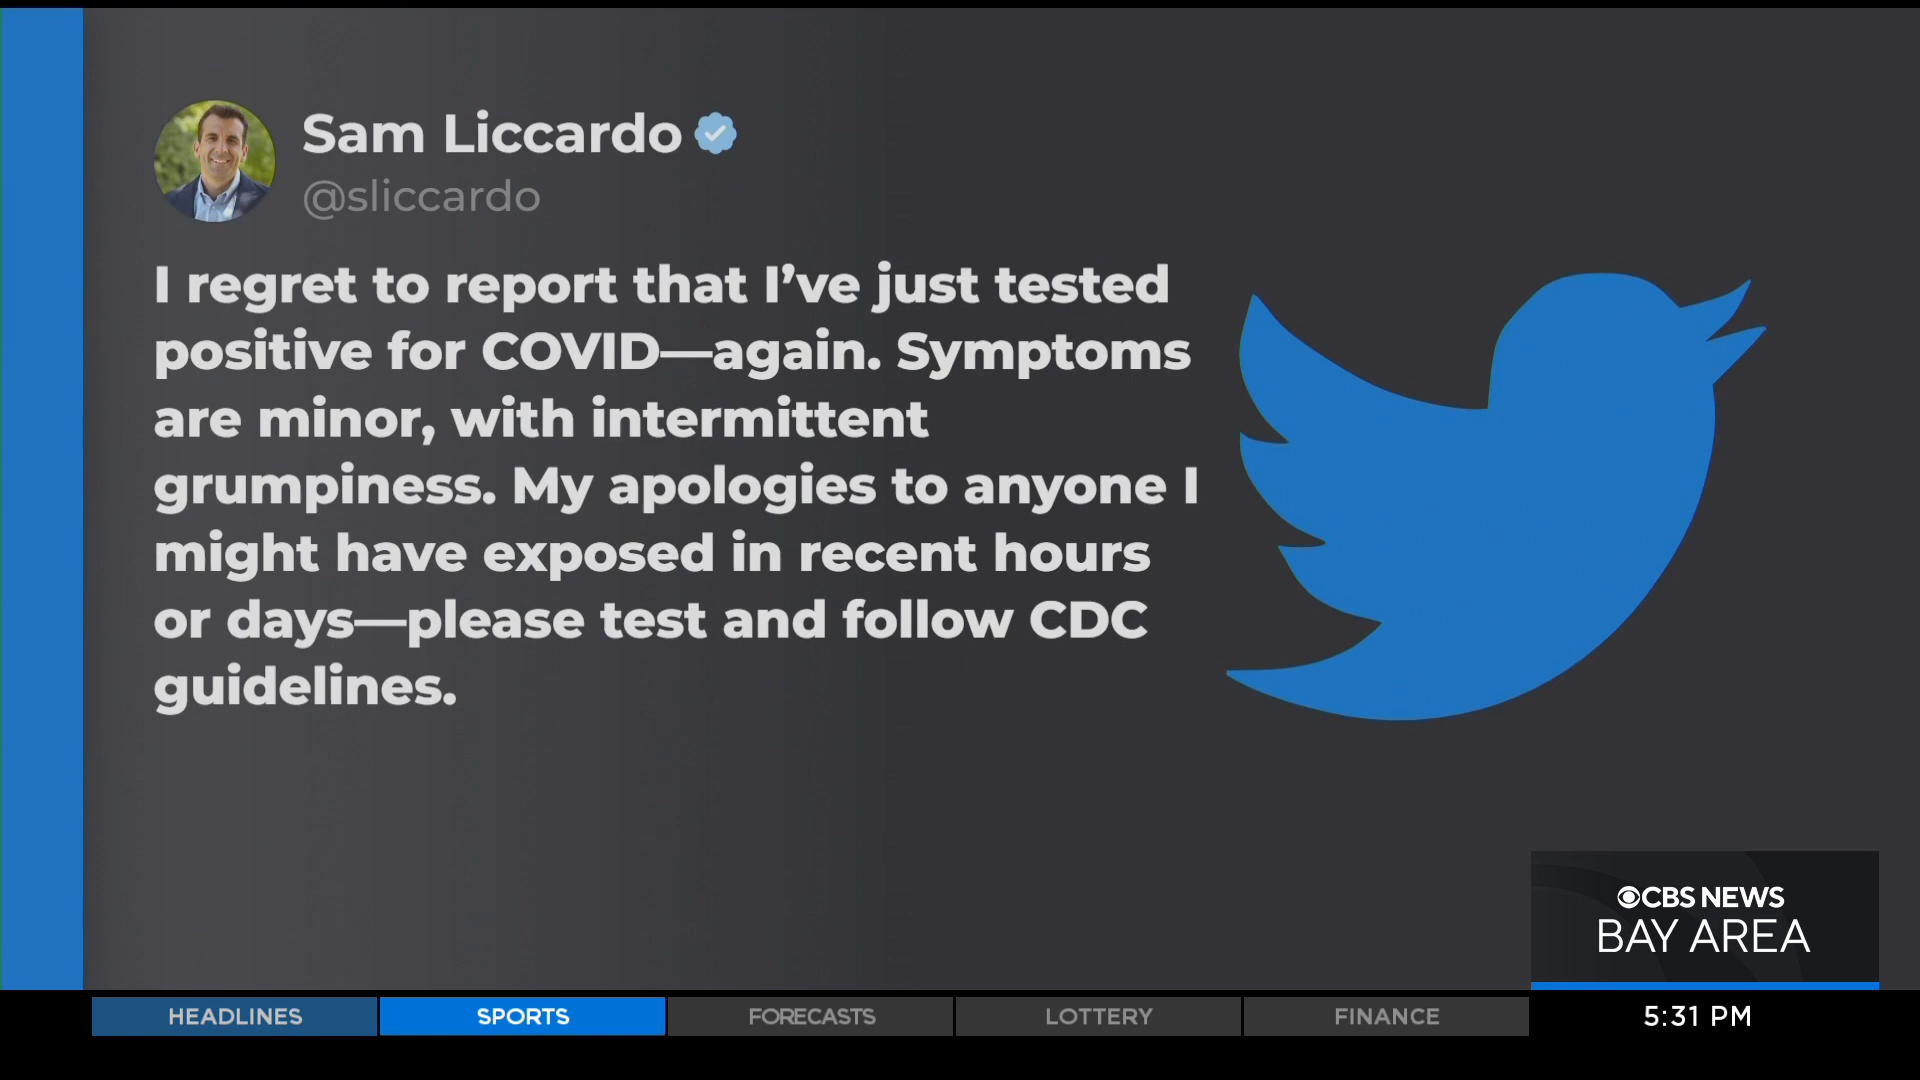 Sam Liccardo
@sliccardo
I regret to report that I’ve just tested
positive for COVID—again. Symptoms
are minor, with intermittent
grumpiness. My apologies to anyone I
might have exposed in recent hours
or days—please test and follow CDC
guidelines.
CBS NEWS
BAY AREA
HEADLINES
SPORTS
FORECASTS
LOTTERY
FINANCE
5:31 PM